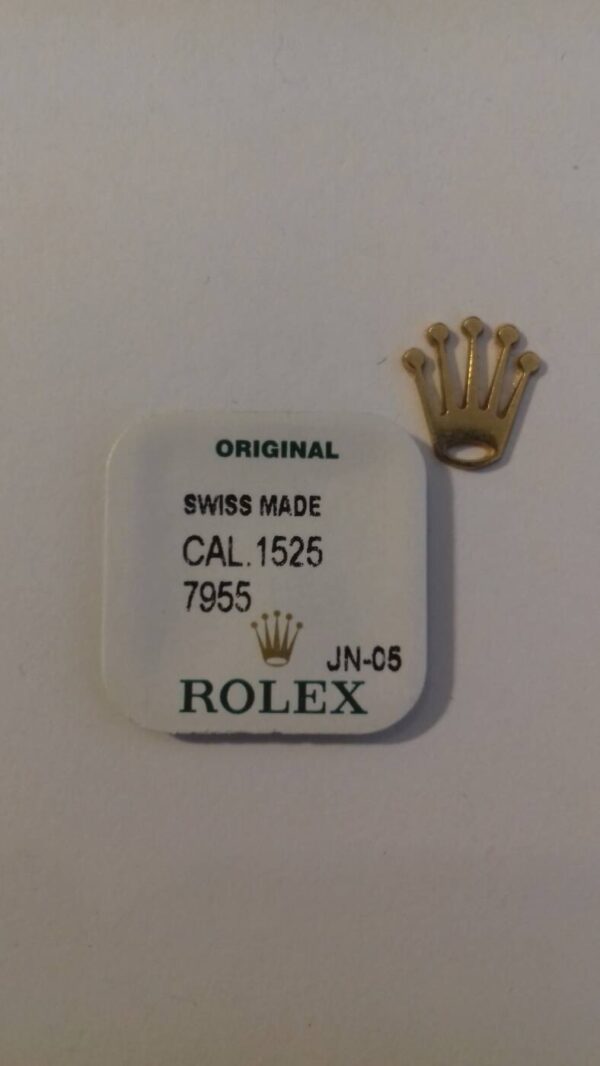 ORIGINAL
SWISS MADE
CAL.1525
7955
JN-05
ROLEX